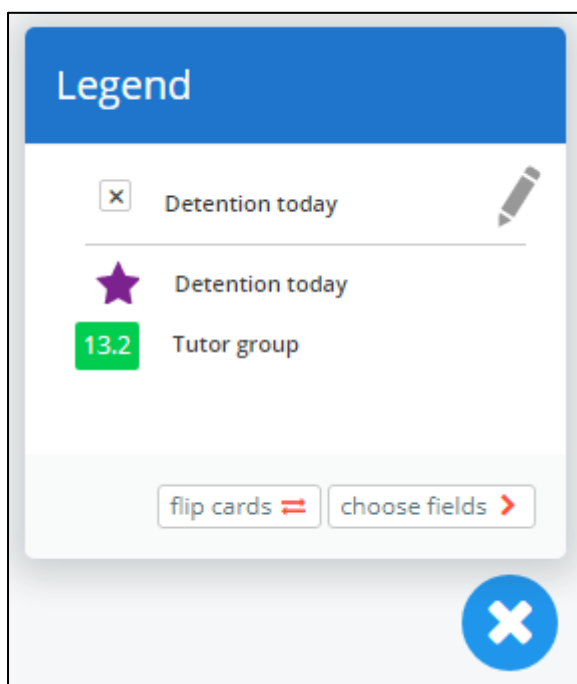 Legend
Detention today
Detention today
13.2 Tutor group
flip cards choose fields